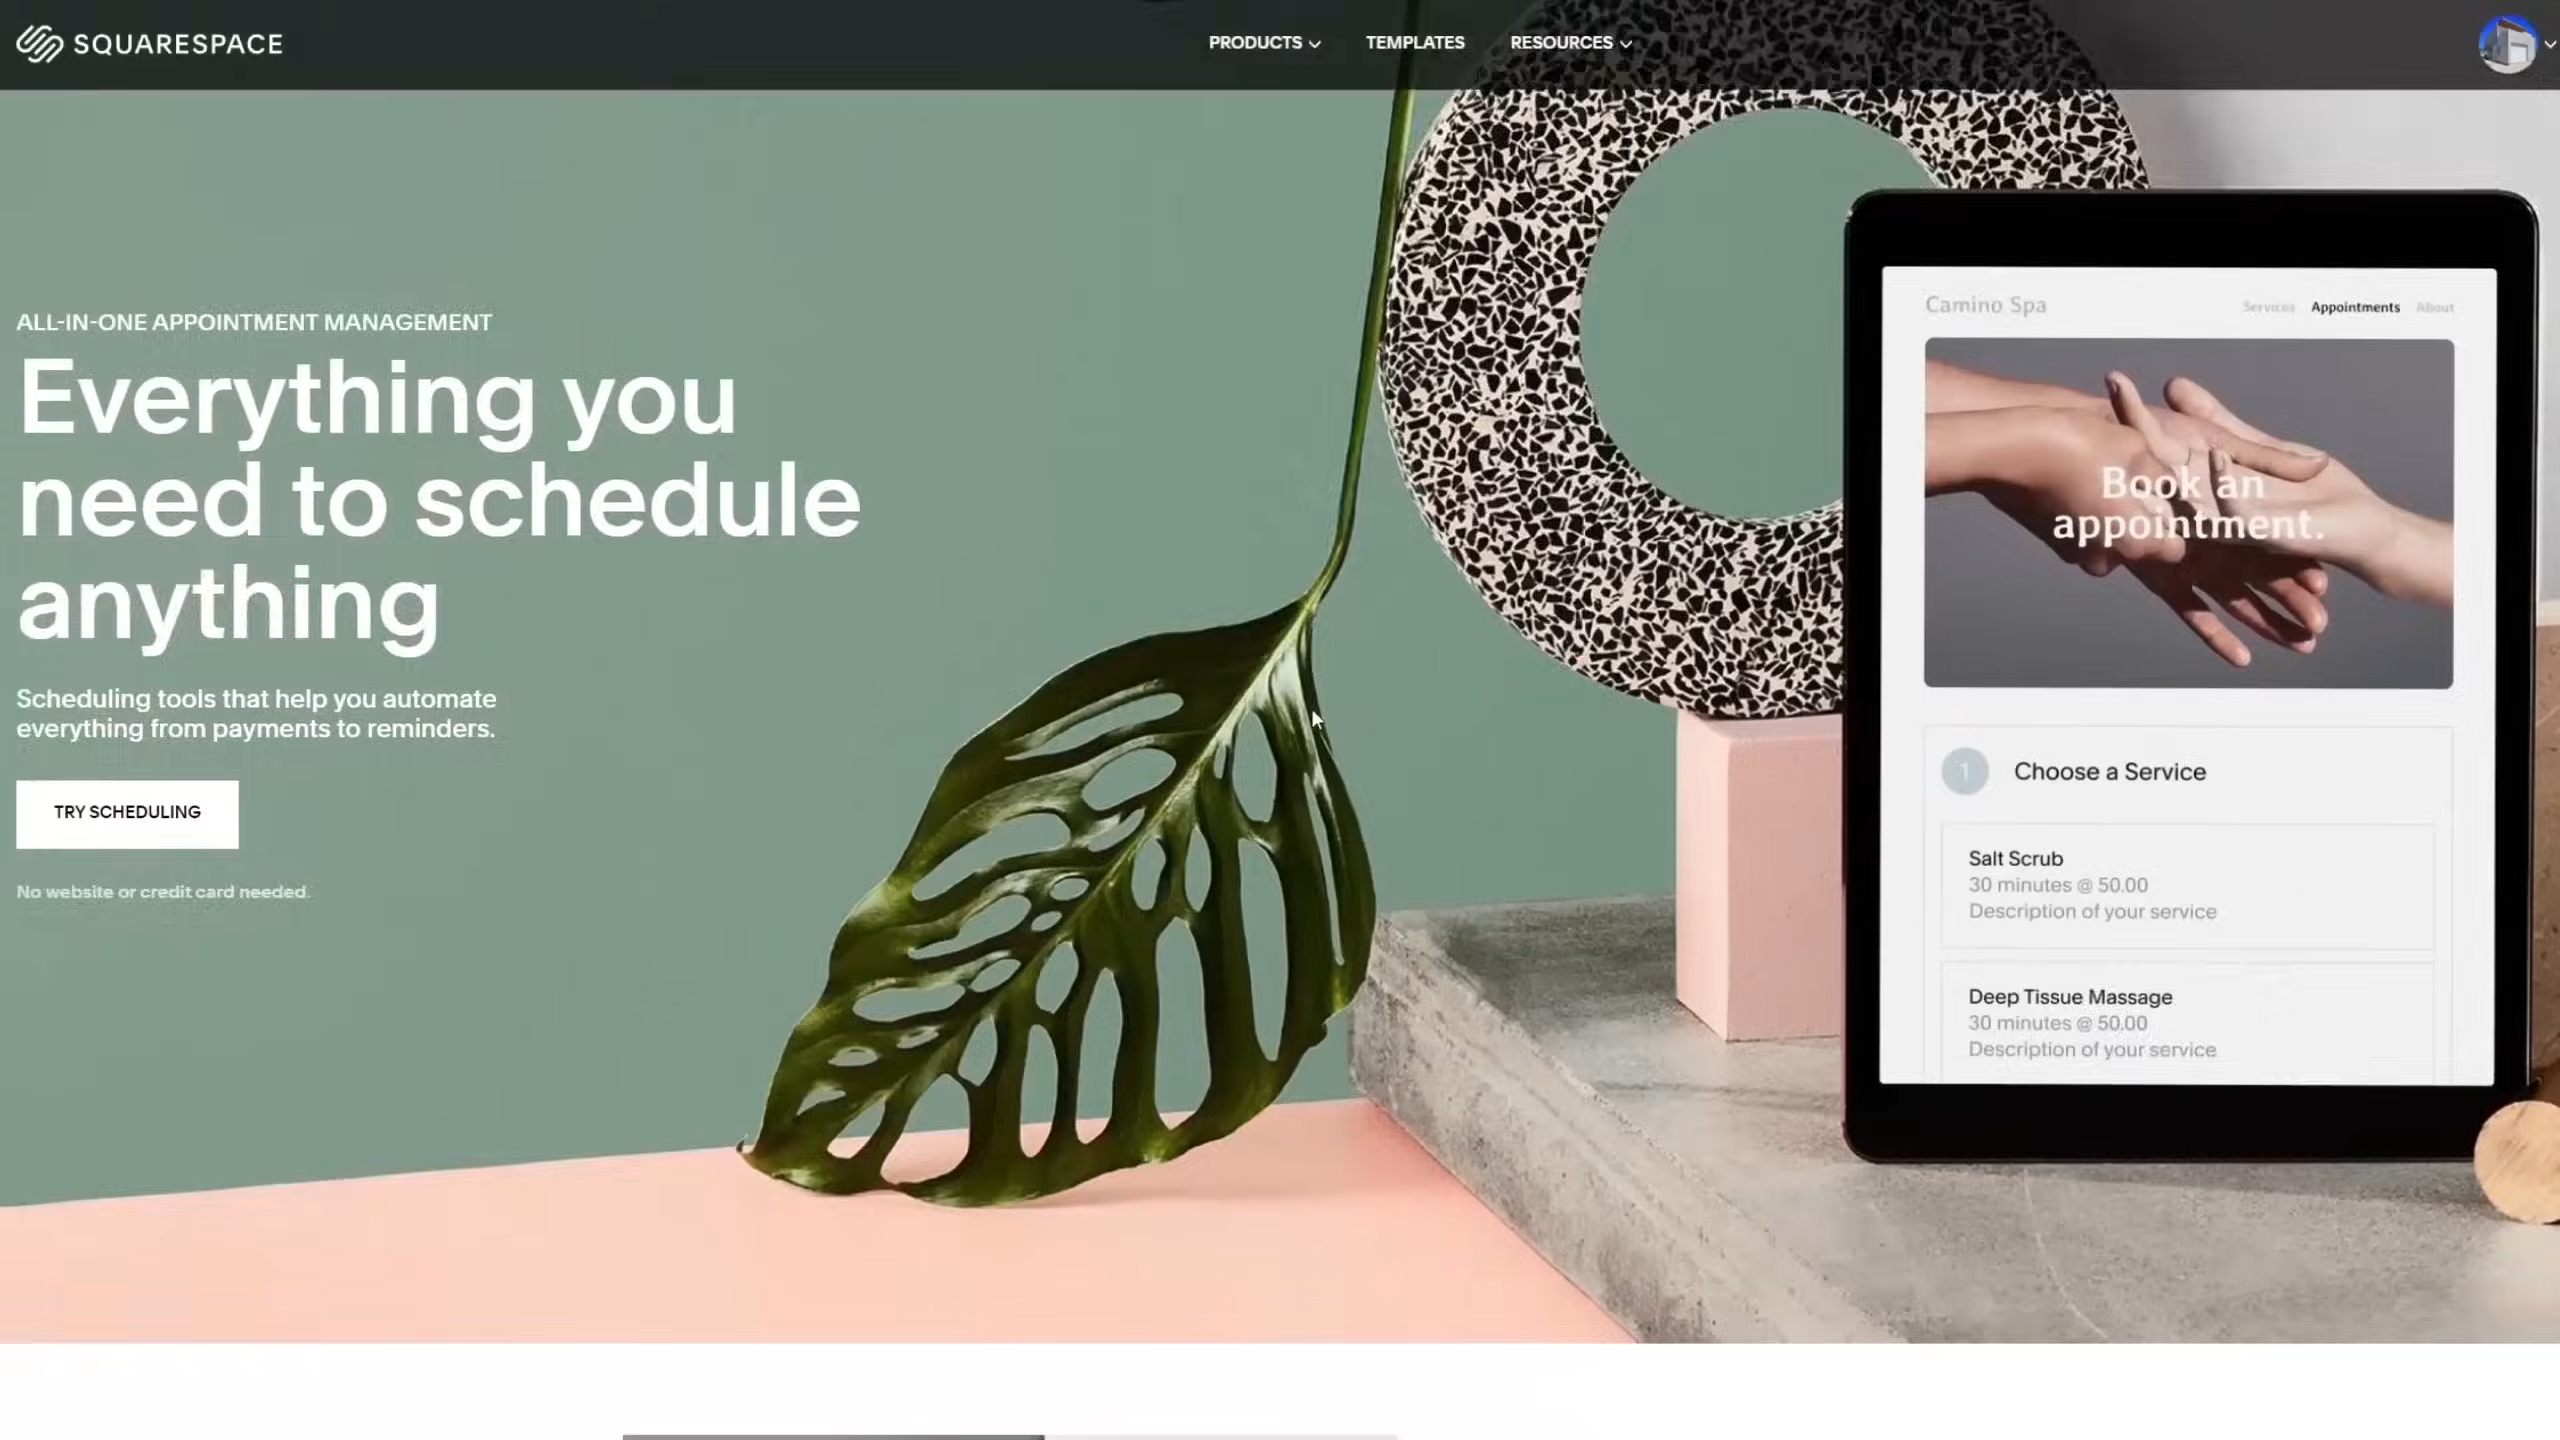 SQUARESPACE
PRODUCTS
TEMPLATES
RESOURCES
ALL-IN-ONE APPOINTMENT MANAGEMENT
Everything you
need to schedule
anything
Scheduling tools that help you automate
everything from payments to reminders.
TRY SCHEDULING
No website or credit card needed.
Camino Spa
Services
Appointments
About
Book an
appointment.
1
Choose a Service
Salt Scrub
30 minutes @ 50.00
Description of your service
Deep Tissue Massage
30 minutes @ 50.00
Description of your service